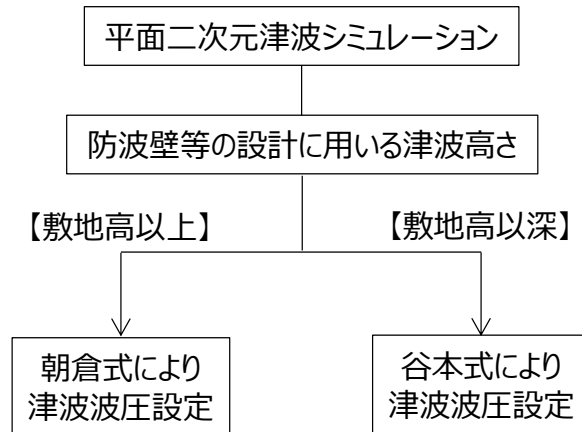 平面二次元津波シミュレーション
防波壁等の設計に用いる津波高さ
【敷地高以上】
【敷地高以深】
朝倉式により
津波波圧設定
谷本式により
津波波圧設定